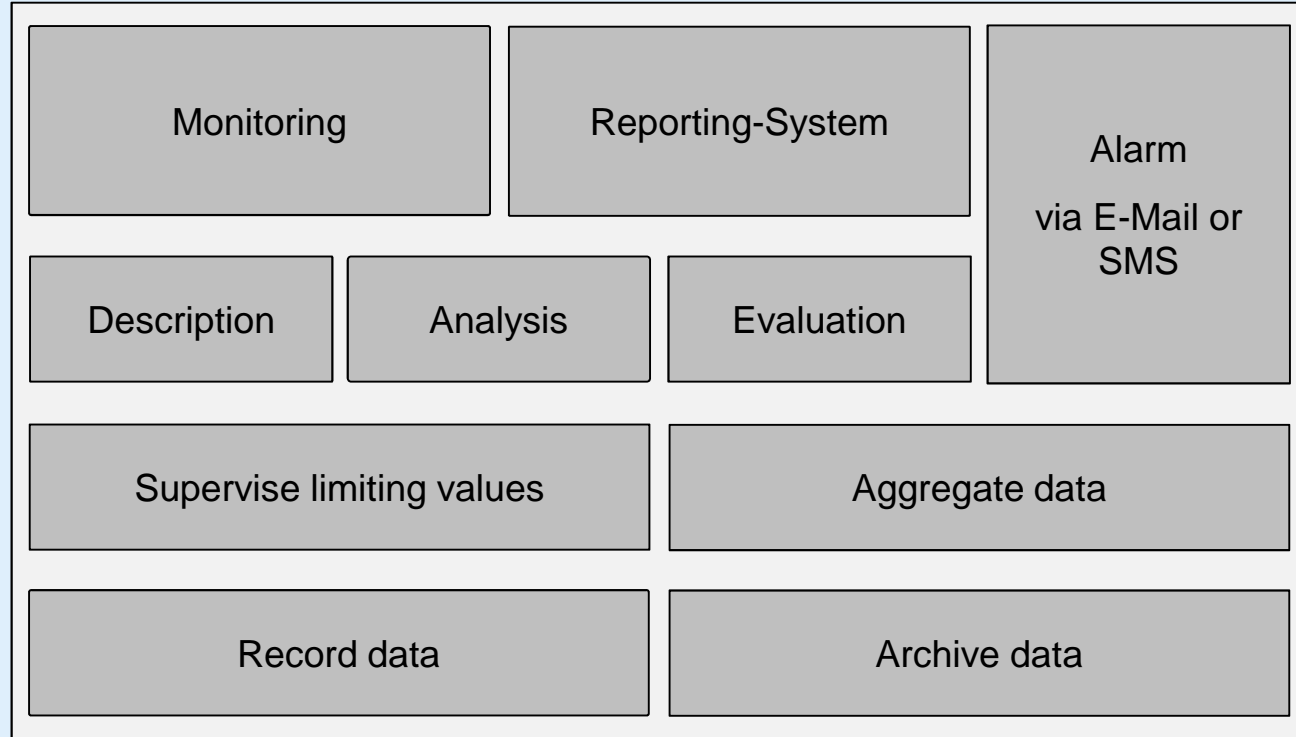 Monitoring
Reporting-System
Alarm
via E-Mail or
SMS
Description
Analysis
Evaluation
Supervise limiting values
Aggregate data
Record data
Archive data